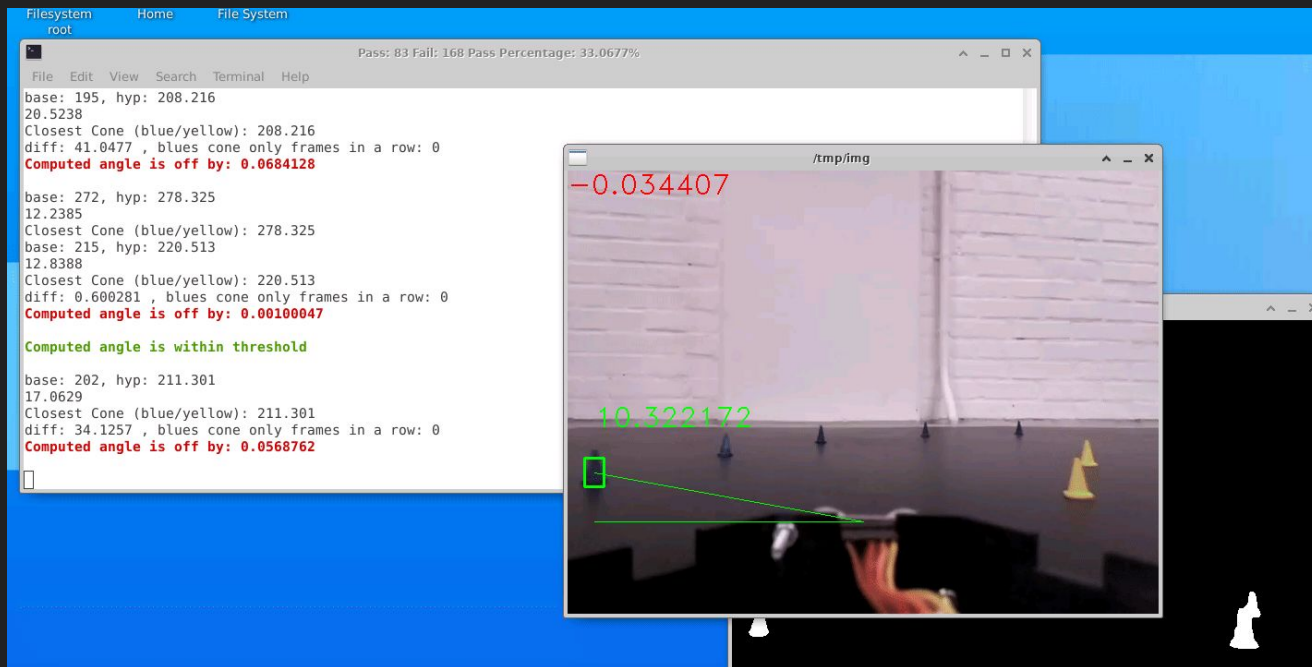 Filesystem root
Home
File System
Pass: 83 Fail: 168 Pass Percentage: 33.0677%
File Edit View Search Terminal Help
base: 195, hyp: 208.216
20.5238
Closest Cone (blue/yellow): 208.216
diff: 41.0477 , blues cone only frames in a row: 0
Computed angle is off by: 0.0684128
base: 272, hyp: 278.325
12.2385
Closest Cone (blue/yellow): 278.325
base: 215, hyp: 220.513
12.8388
Closest Cone (blue/yellow): 220.513
diff: 0.600281 , blues cone only frames in a row: 0
Computed angle is off by: 0.00100047
Computed angle is within threshold
base: 202, hyp: 211.301
17.0629
Closest Cone (blue/yellow): 211.301
diff: 34.1257 , blues cone only frames in a row: 0
Computed angle is off by: 0.0568762
/tmp/img
-0.034407
10.322172